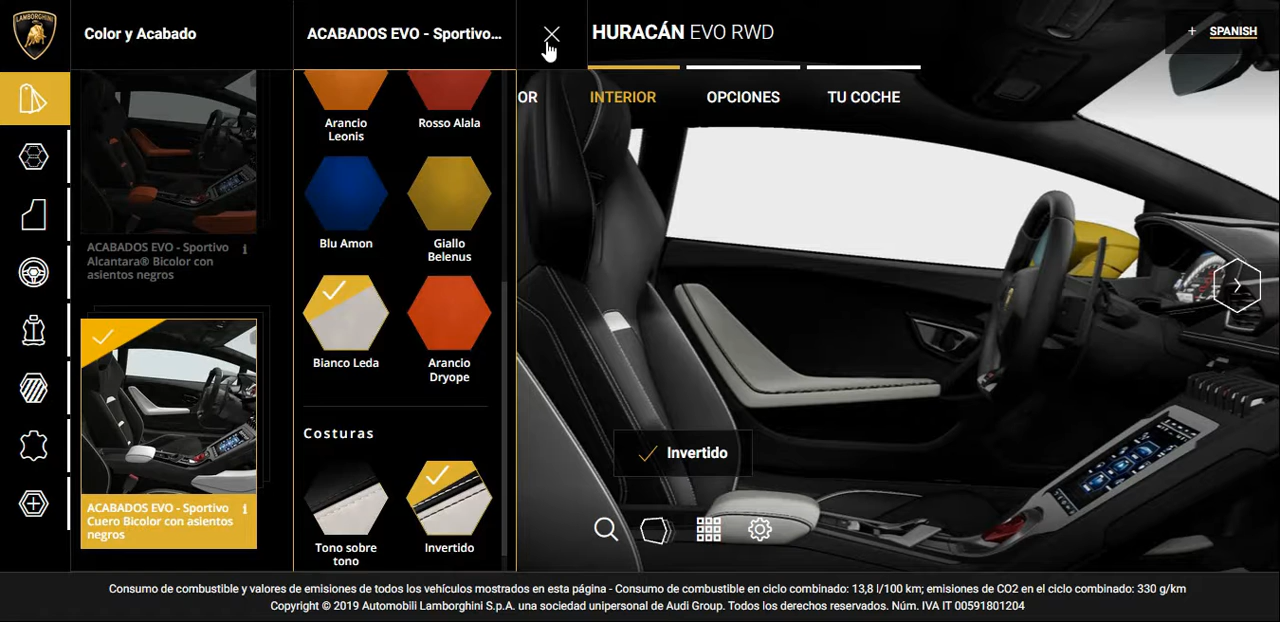 LAMBORGHINI
Color y Acabado
ACABADOS EVO - Sportivo...
HURACÁN EVO RWD
+ SPANISH
OR
INTERIOR
OPCIONES
TU COCHE
Arancio
Leonis
Rosso Alala
Blu Amon
Giallo
Belenus
Bianco Leda
Arancio
Dryope
ACABADOS EVO - Sportivo
Alcantara® Bicolor con
asientos negros
i
ACABADOS EVO - Sportivo
Cuero Bicolor con asientos
negros
i
Costuras
Tono sobre
tono
Invertido
Invertido
Consumo de combustible y valores de emisiones de todos los vehículos mostrados en esta página - Consumo de combustible en ciclo combinado: 13,8 l/100 km; emisiones de CO2 en el ciclo combinado: 330 g/km
Copyright © 2019 Automobili Lamborghini S.p.A. una sociedad unipersonal de Audi Group. Todos los derechos reservados. Núm. IVA IT 00591801204